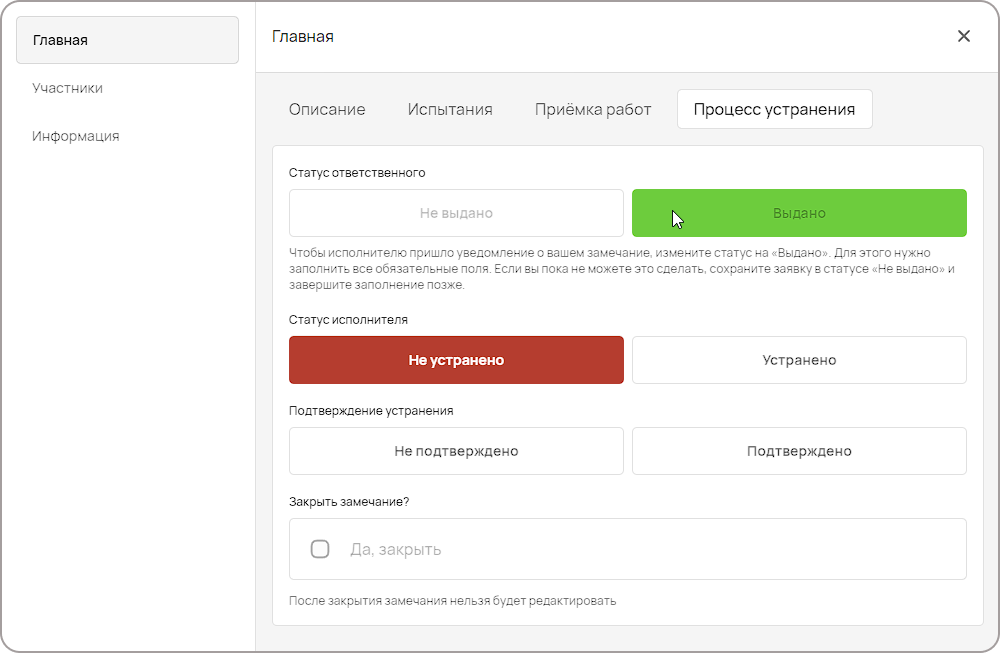 Главная
Участники
Информация
Главная
Описание
Испытания
Приёмка работ
Процесс устранения
Статус ответственного
Не выдано
Выдано
Чтобы исполнителю пришло уведомление о вашем замечание, измените статус на «Выдано». Для этого нужно
заполнить все обязательные поля. Если вы пока не можете это сделать, сохраните заявку в статусе «Не выдано» и
завершите заполнение позже.
Статус исполнителя
Не устранено
Устранено
Подтверждение устранения
Не подтверждено
Подтверждено
Закрыть замечание?
Да, закрыть
После закрытия замечания нельзя будет редактировать